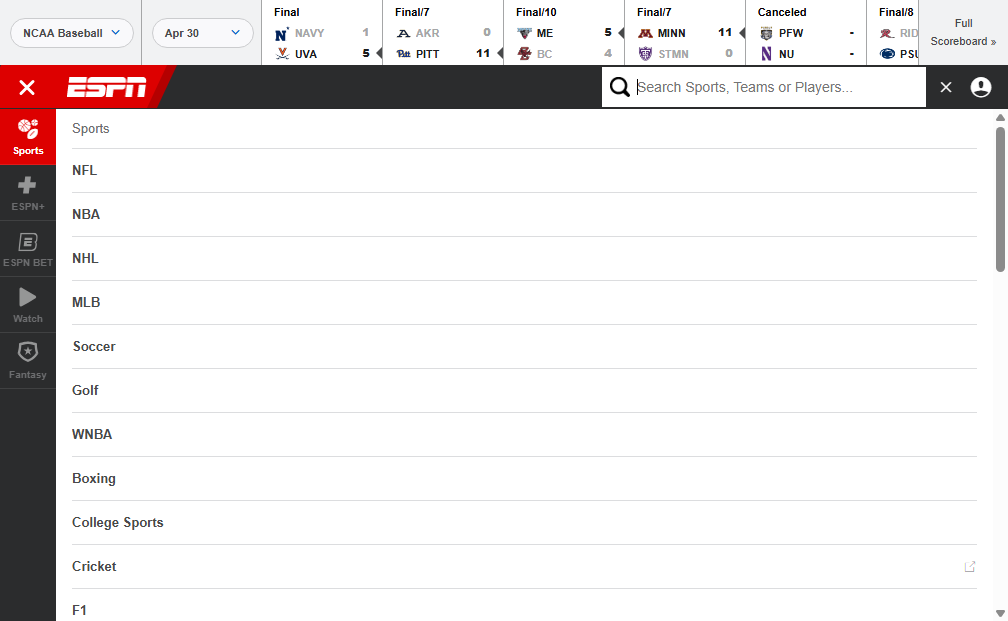 NCAA Baseball
Apr 30
Final
NAVY 1
UVA 5
Final/7
AKR 0
PITT 11
Final/10
ME 5
BC 4
Final/7
MINN 11
STMN 0
Canceled
PFW -
NU -
Final/8
RID
PSU
Full
Scoreboard »
ESPN
Search Sports, Teams or Players...
Sports
ESPN+
ESPN BET
Watch
Fantasy
Sports
NFL
NBA
NHL
MLB
Soccer
Golf
WNBA
Boxing
College Sports
Cricket
F1